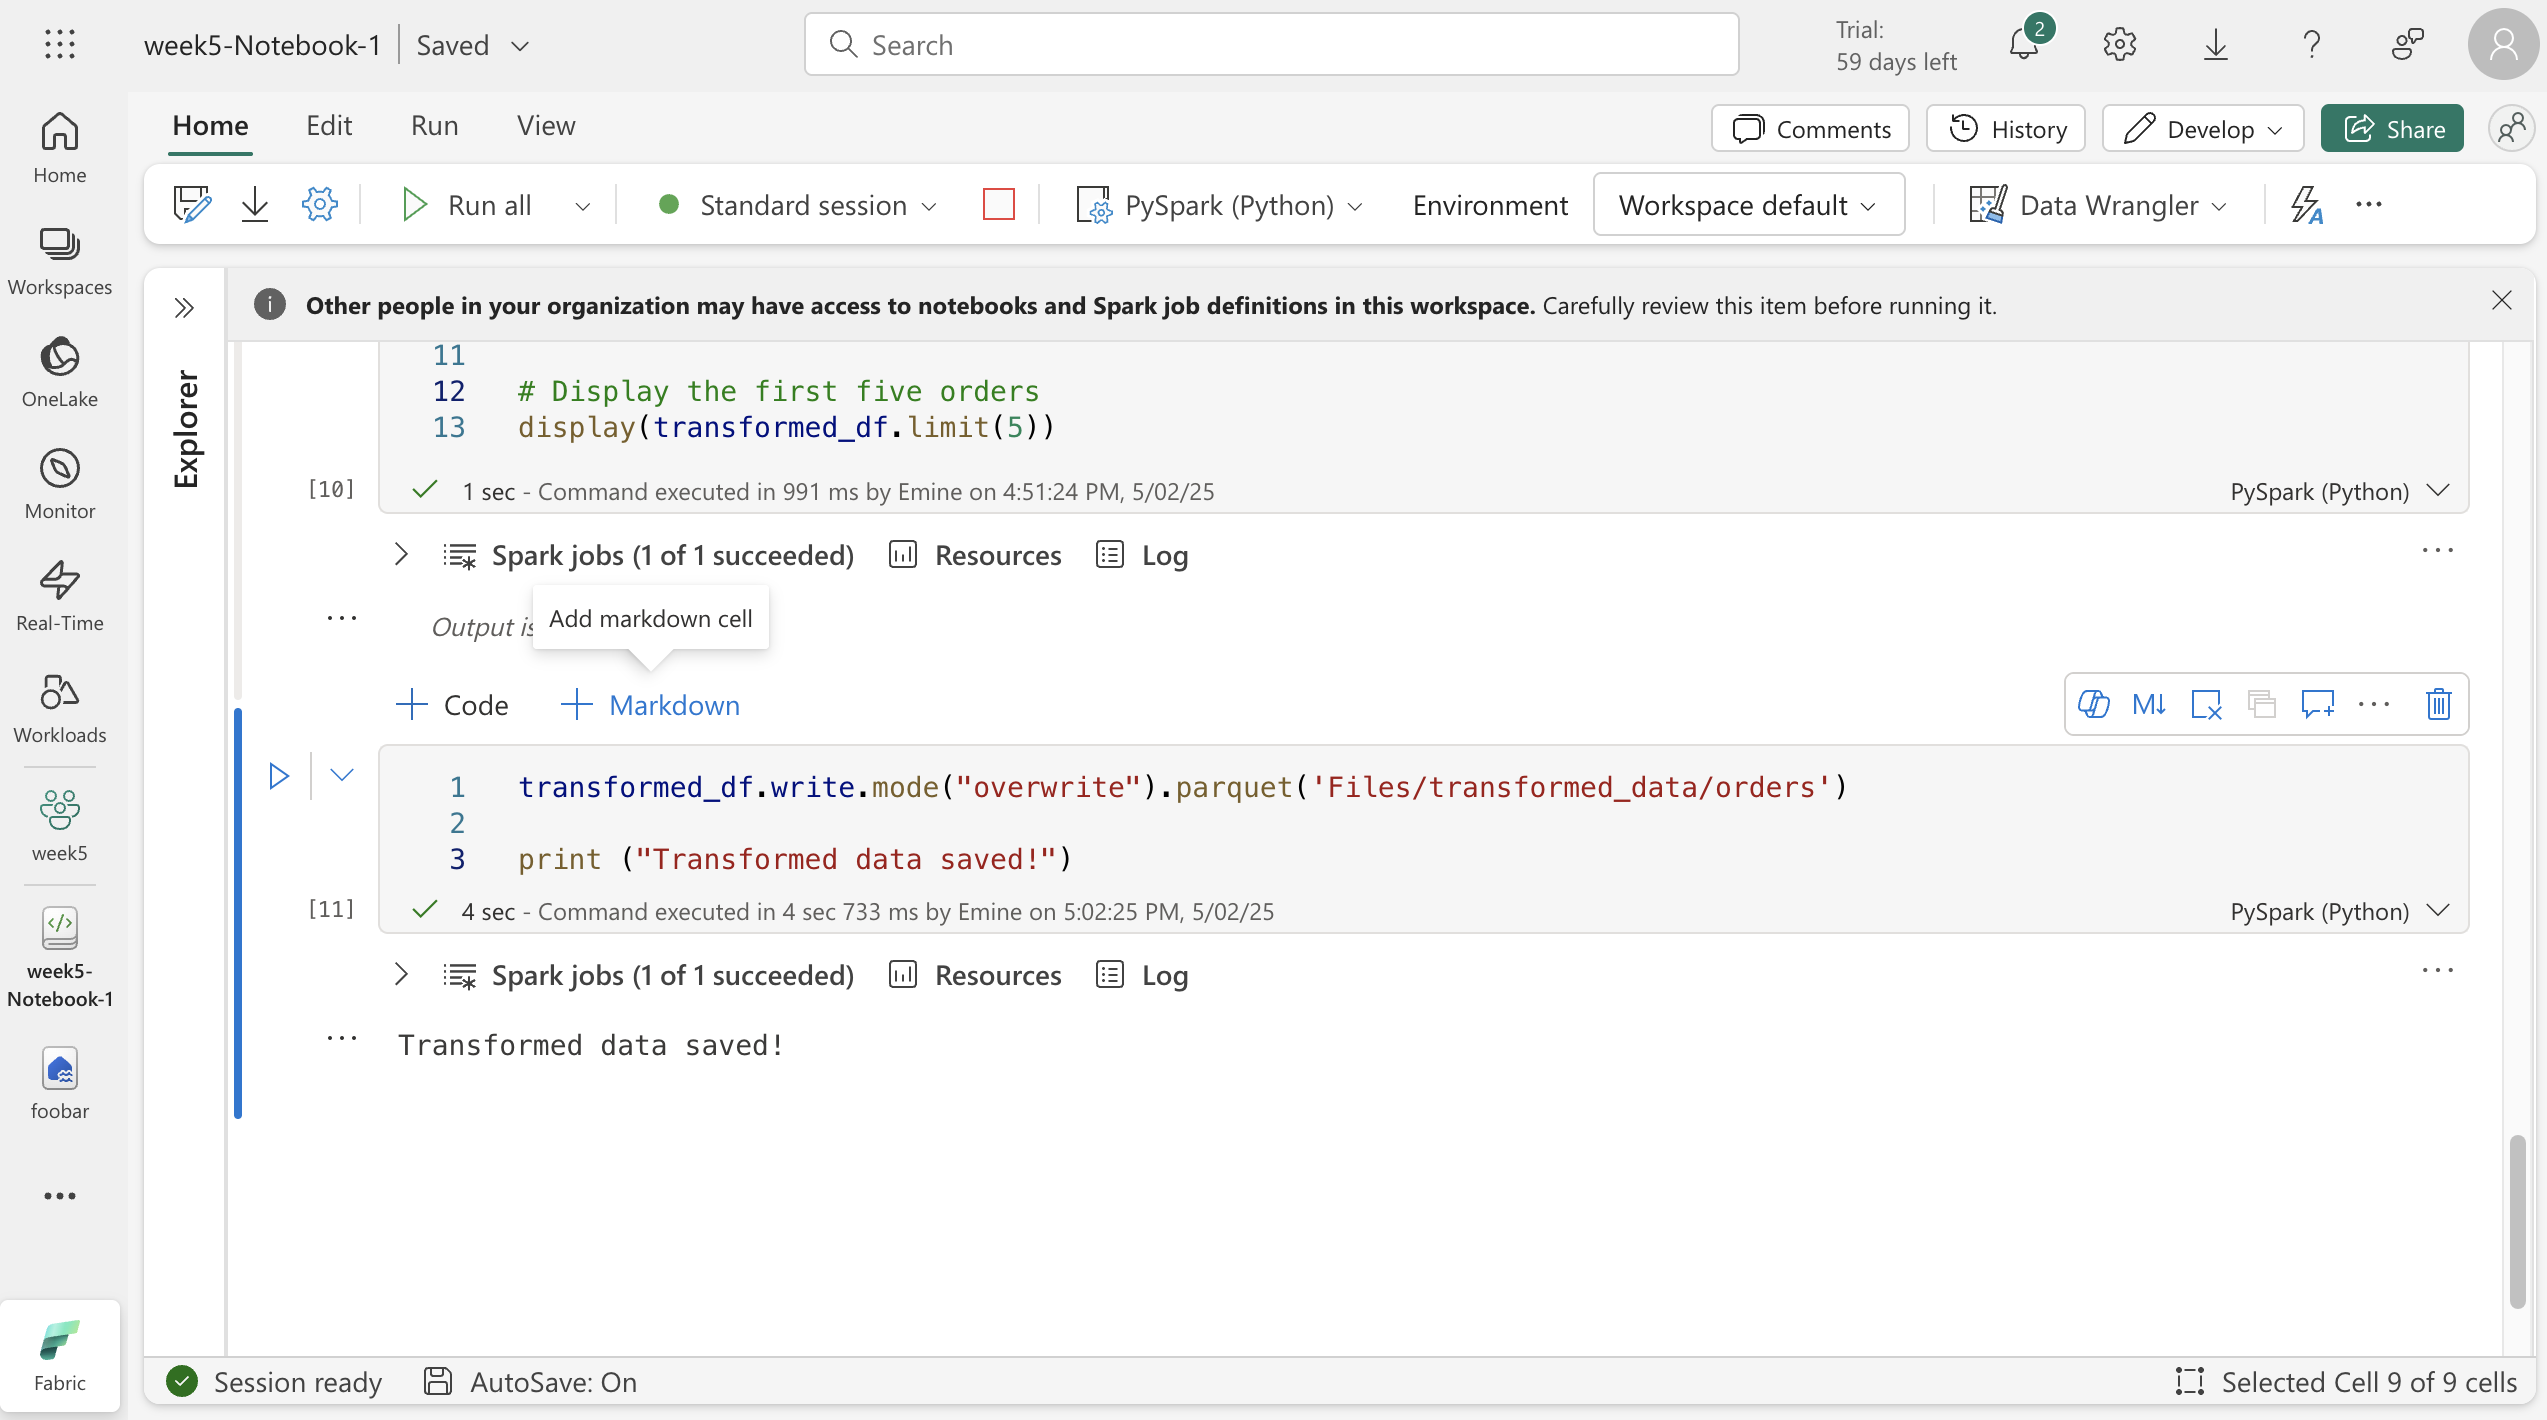 week5-Notebook-1 Saved
Search
Trial:
59 days left
2
Home Edit Run View
Comments History Develop Share
Run all Standard session PySpark (Python) Environment Workspace default Data Wrangler
Home
Workspaces
OneLake
Monitor
Real-Time
Workloads
week5
week5-
Notebook-1
foobar
Fabric
Explorer
Other people in your organization may have access to notebooks and Spark job definitions in this workspace. Carefully review this item before running it.
11
12 # Display the first five orders
13 display(transformed_df.limit(5))
[10] 1 sec - Command executed in 991 ms by Emine on 4:51:24 PM, 5/02/25 PySpark (Python)
Spark jobs (1 of 1 succeeded) Resources Log
Add markdown cell
Output is
Code Markdown
M↓
1 transformed_df.write.mode("overwrite").parquet('Files/transformed_data/orders')
2
3 print ("Transformed data saved!")
[11] 4 sec - Command executed in 4 sec 733 ms by Emine on 5:02:25 PM, 5/02/25 PySpark (Python)
Spark jobs (1 of 1 succeeded) Resources Log
Transformed data saved!
Session ready AutoSave: On Selected Cell 9 of 9 cells